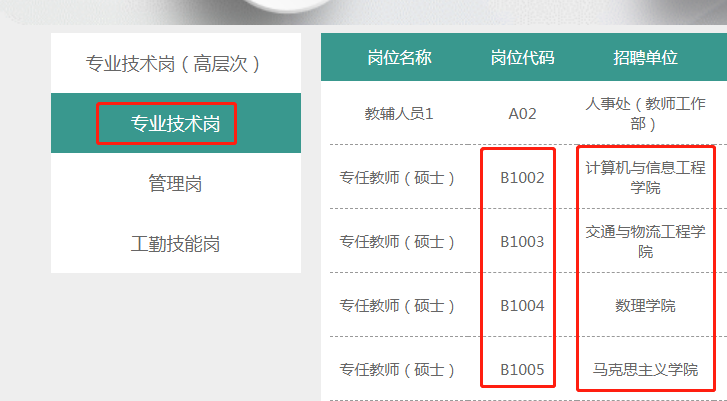 专业技术岗（高层次）
专业技术岗
管理岗
工勤技能岗
岗位名称 岗位代码 招聘单位
教辅人员1 A02 人事处（教师工作
部）
专任教师（硕士） B1002 计算机与信息工程
学院
专任教师（硕士） B1003 交通与物流工程学
院
专任教师（硕士） B1004 数理学院
专任教师（硕士） B1005 马克思主义学院